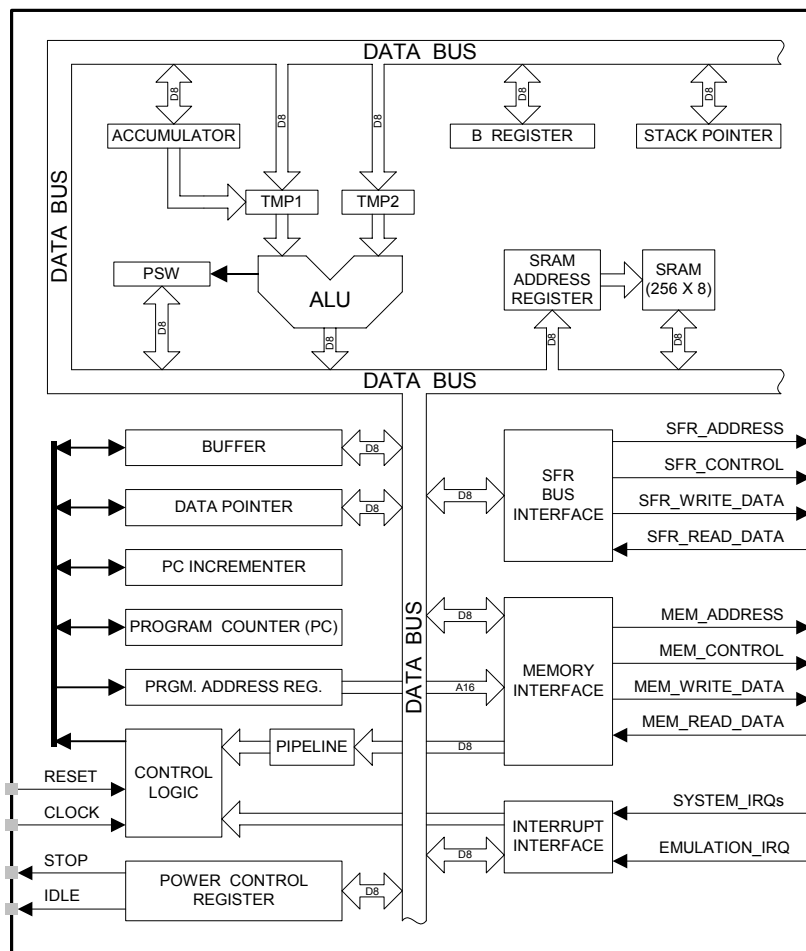 DATA BUS
D8
D8
D8
D8
D8
ACCUMULATOR
B REGISTER
STACK POINTER
DATA BUS
TMP1
TMP2
PSW
ALU
SRAM
ADDRESS
REGISTER
SRAM
(256 X 8)
D8
D8
D8
D8
DATA BUS
BUFFER
D8
DATA POINTER
D8
PC INCREMENTER
PROGRAM COUNTER (PC)
PRGM. ADDRESS REG.
DATA BUS
D8
SFR
BUS
INTERFACE
SFR_ADDRESS
SFR_CONTROL
SFR_WRITE_DATA
SFR_READ_DATA
D8
A16
MEMORY
INTERFACE
MEM_ADDRESS
MEM_CONTROL
MEM_WRITE_DATA
MEM_READ_DATA
PIPELINE
D8
CONTROL
LOGIC
RESET
CLOCK
INTERRUPT
INTERFACE
SYSTEM_IRQs
EMULATION_IRQ
D8
STOP
IDLE
POWER CONTROL
REGISTER
D8